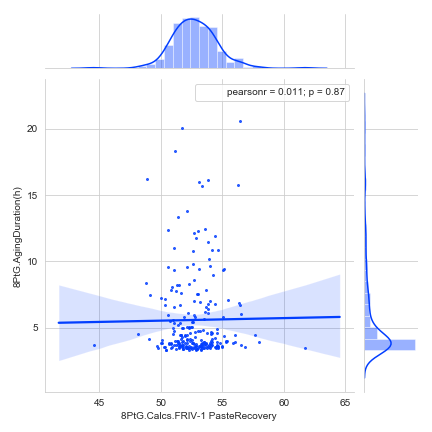 pearsonr = 0.011; p = 0.87
20
15
10
5
8PtG.AgingDuration(h)
45 50 55 60 65
8PtG.Calcs.FRIV-1 PasteRecovery